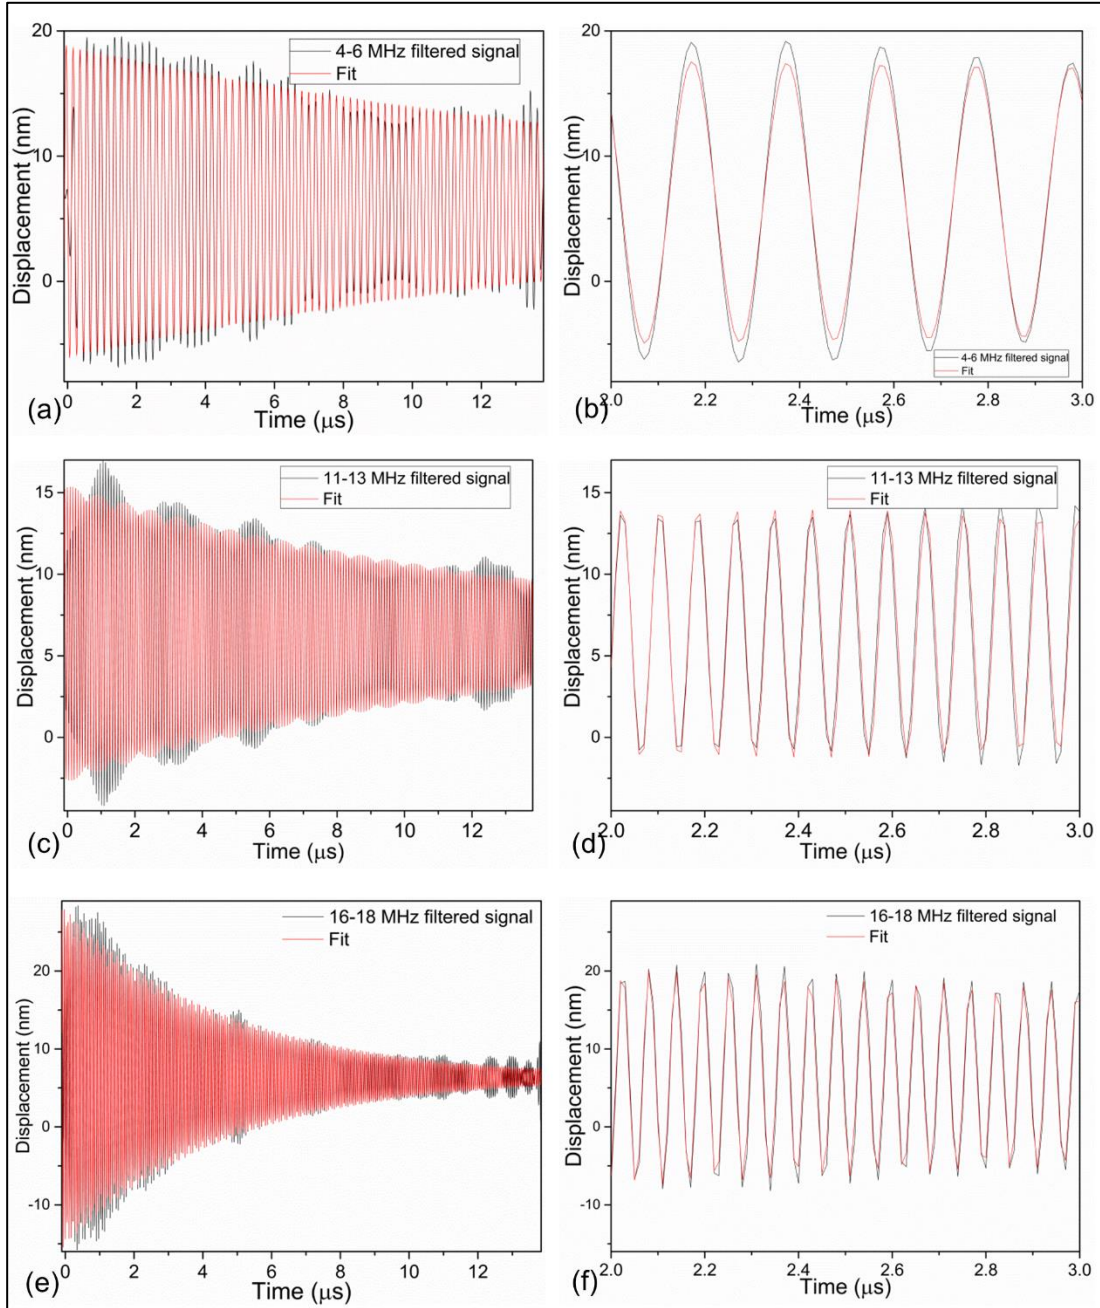 20
10
0
Displacement (nm)
4-6 MHz filtered signal
Fit
0 2 4 6 8 10 12
Time (μs)
(a)
20
10
0
Displacement (nm)
4-6 MHz filtered signal
Fit
2.0 2.2 2.4 2.6 2.8 3.0
Time (μs)
(b)
15
10
5
0
Displacement (nm)
11-13 MHz filtered signal
Fit
0 2 4 6 8 10 12
Time (μs)
(c)
15
10
5
0
Displacement (nm)
11-13 MHz filtered signal
Fit
2.0 2.2 2.4 2.6 2.8 3.0
Time (μs)
(d)
20
10
0
-10
Displacement (nm)
16-18 MHz filtered signal
Fit
0 2 4 6 8 10 12
Time (μs)
(e)
20
10
0
-10
Displacement (nm)
16-18 MHz filtered signal
Fit
2.0 2.2 2.4 2.6 2.8 3.0
Time (μs)
(f)